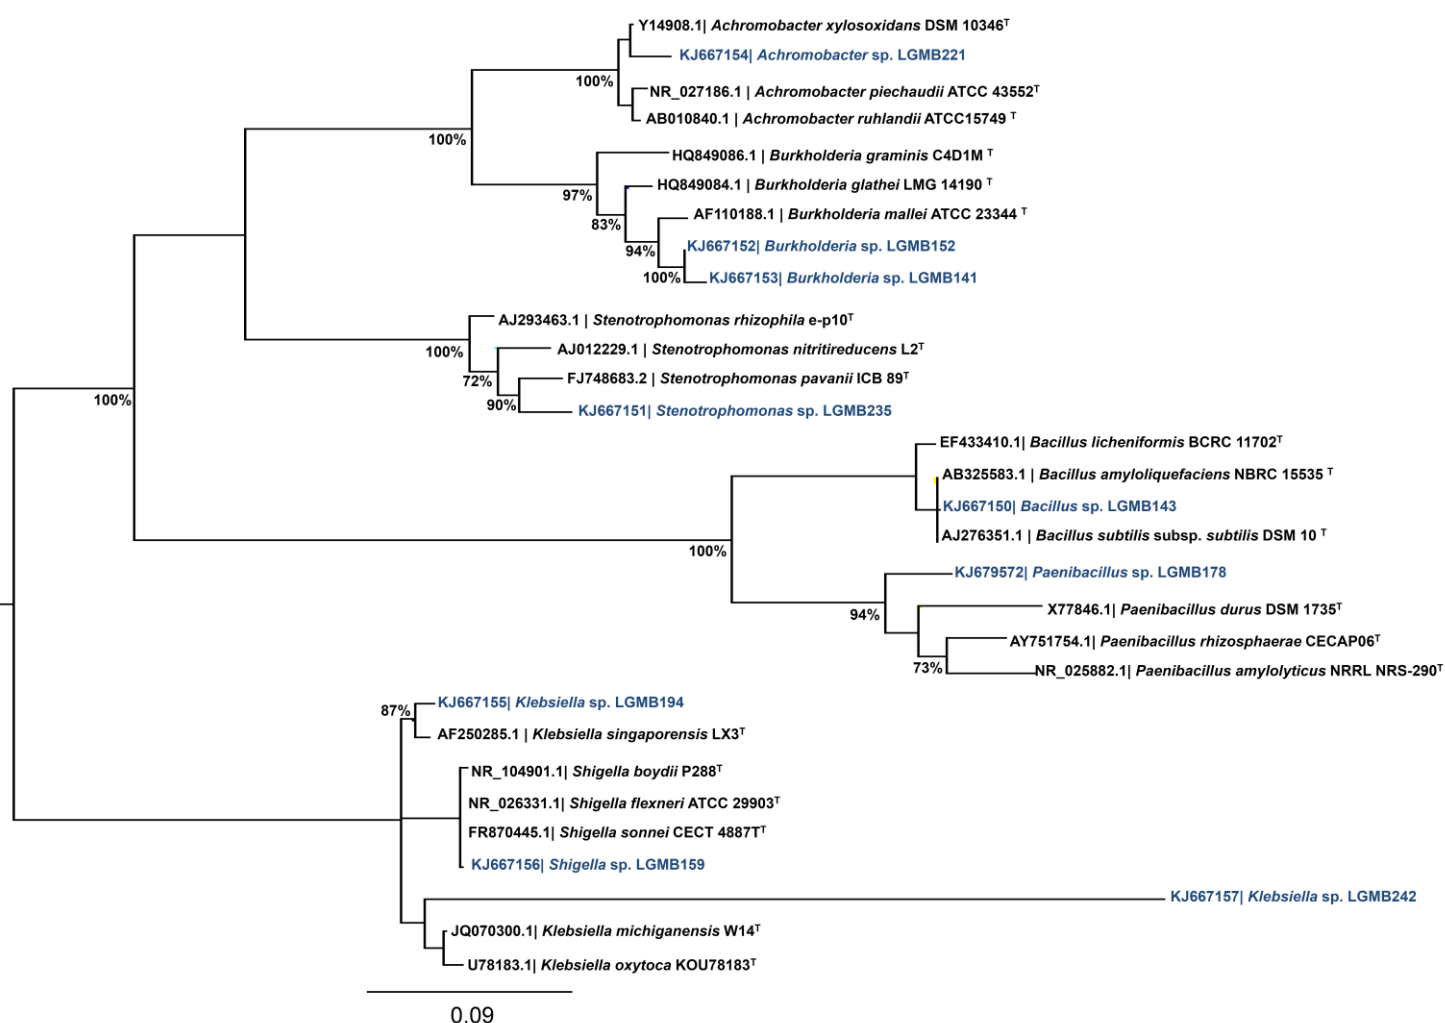 Y14908.1| Achromobacter xylosoxidans DSM 10346T
KJ667154| Achromobacter sp. LGMB221
100%
NR_027186.1 | Achromobacter piechaudii ATCC 43552T
AB010840.1 | Achromobacter ruhlandii ATCC15749 T
100%
HQ849086.1 | Burkholderia graminis C4D1M T
HQ849084.1 | Burkholderia glathei LMG 14190 T
97%
AF110188.1 | Burkholderia mallei ATCC 23344 T
83%
KJ667152| Burkholderia sp. LGMB152
94%
KJ667153| Burkholderia sp. LGMB141
100%
AJ293463.1 | Stenotrophomonas rhizophila e-p10T
AJ012229.1 | Stenotrophomonas nitritireducens L2T
100%
FJ748683.2 | Stenotrophomonas pavanii ICB 89T
72%
100%
90%
KJ667151| Stenotrophomonas sp. LGMB235
EF433410.1| Bacillus licheniformis BCRC 11702T
AB325583.1 | Bacillus amyloliquefaciens NBRC 15535 T
KJ667150| Bacillus sp. LGMB143
AJ276351.1 | Bacillus subtilis subsp. subtilis DSM 10 T
100%
KJ679572| Paenibacillus sp. LGMB178
X77846.1| Paenibacillus durus DSM 1735T
94%
AY751754.1| Paenibacillus rhizosphaerae CECAP06T
73%
NR_025882.1| Paenibacillus amylolyticus NRRL NRS-290T
KJ667155| Klebsiella sp. LGMB194
87%
AF250285.1 | Klebsiella singaporensis LX3T
NR_104901.1| Shigella boydii P288T
NR_026331.1| Shigella flexneri ATCC 29903T
FR870445.1| Shigella sonnei CECT 4887TT
KJ667156| Shigella sp. LGMB159
KJ667157| Klebsiella sp. LGMB242
JQ070300.1| Klebsiella michiganensis W14T
U78183.1| Klebsiella oxytoca KOU78183T
0.09